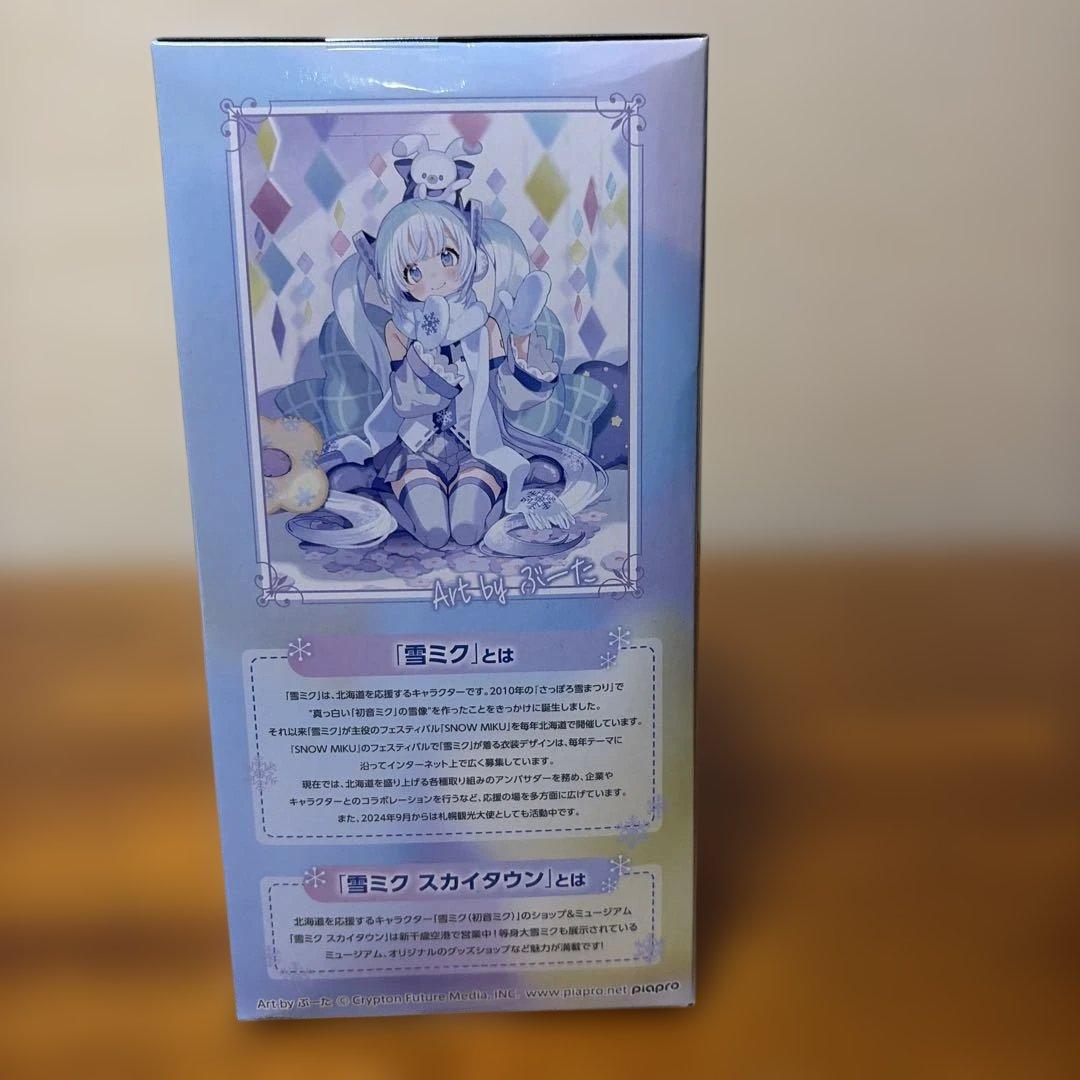 Art by ぶーた
「雪ミク」とは
「雪ミク」は、北海道を応援するキャラクターです。2010年の「さっぽろ雪まつり」で
"真っ白い「初音ミク」の雪像"を作ったことをきっかけに誕生しました。
それ以来「雪ミク」が主役のフェスティバル「SNOW MIKU」を毎年北海道で開催しています。
「SNOW MIKU」のフェスティバルで「雪ミク」が着る衣装デザインは、毎年テーマに
沿ってインターネット上で広く募集しています。
現在では、北海道を盛り上げる各種取り組みのアンバサダーを務め、企業や
キャラクターとのコラボレーションを行うなど、応援の場を多方面に広げています。
また、2024年9月からは札幌観光大使としても活動中です。
「雪ミク スカイタウン」とは
北海道を応援するキャラクター「雪ミク(初音ミク)」のショップ&ミュージアム
「雪ミク スカイタウン」は新千歳空港で営業中！等身大雪ミクも展示されている
ミュージアム、オリジナルのグッズショップなど魅力が満載です！
Art by ぶーた © Crypton Future Media, INC. www.piapro.net piapro